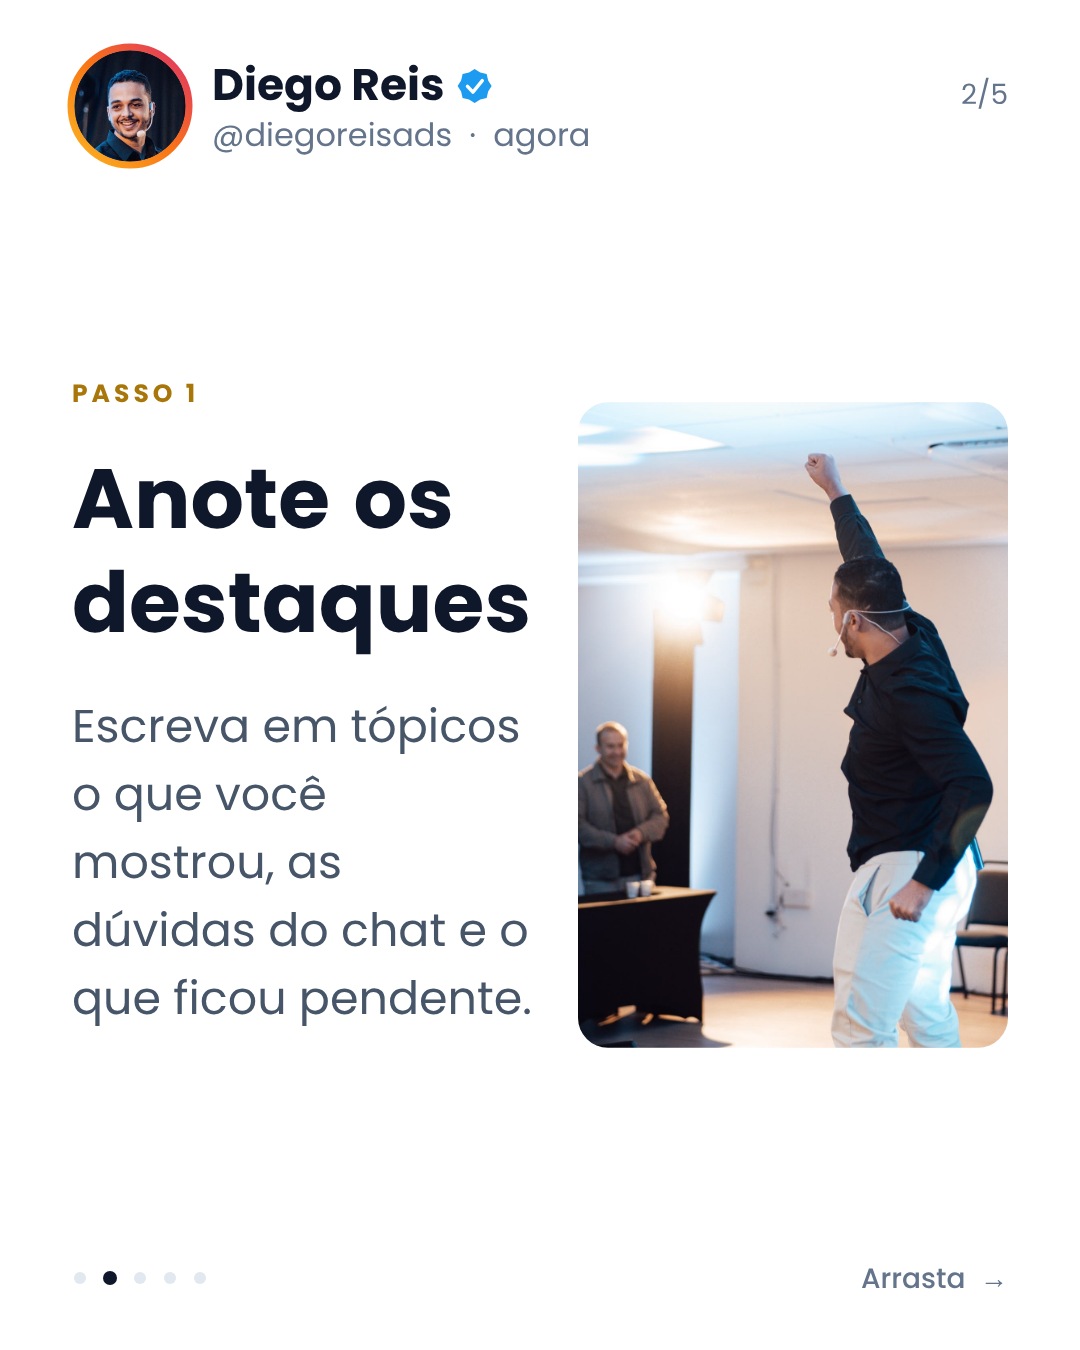 Diego Reis
@diegoreisads · agora
2/5
PASSO 1
Anote os
destaques
Escreva em tópicos
o que você
mostrou, as
dúvidas do chat e o
que ficou pendente.
Arrasta →